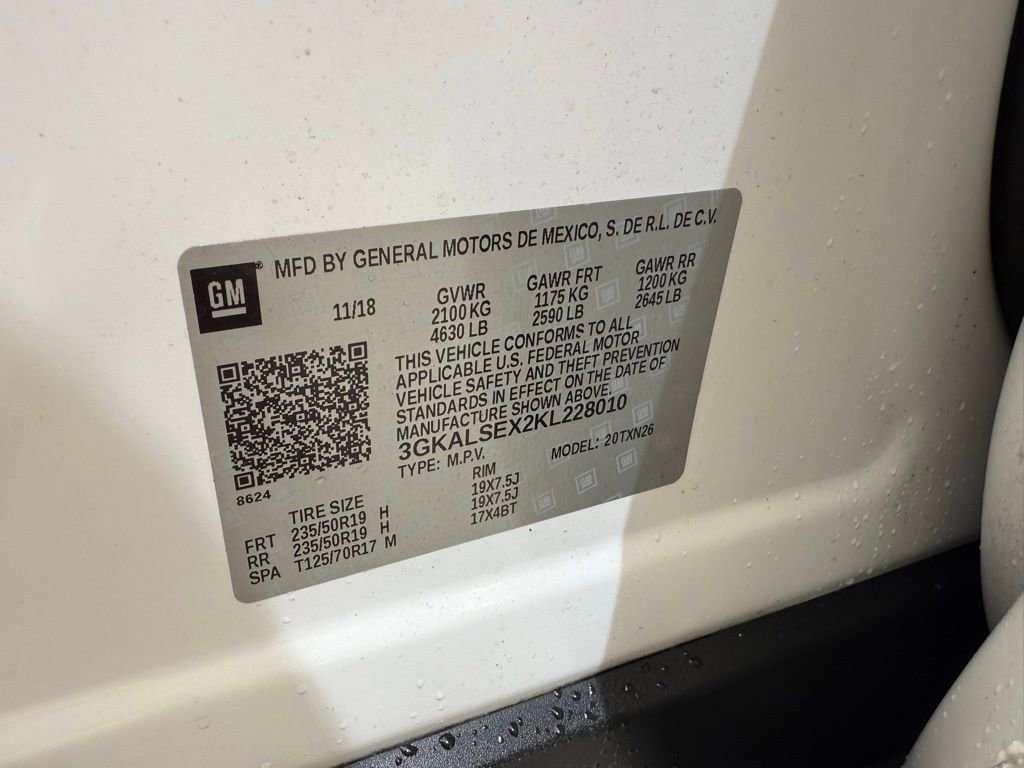 MFD BY GENERAL MOTORS DE MEXICO, S. DE R.L. DE C.V.
GM
11/18
GVWR GAWR FRT GAWR RR
2100 KG 1175 KG 1200 KG
4630 LB 2590 LB 2645 LB
THIS VEHICLE CONFORMS TO ALL
APPLICABLE U.S. FEDERAL MOTOR
VEHICLE SAFETY AND THEFT PREVENTION
STANDARDS IN EFFECT ON THE DATE OF
MANUFACTURE SHOWN ABOVE.
3GKALSEX2KL228010
TYPE: M.P.V. MODEL: 20TXN26
8624
TIRE SIZE RIM
FRT 235/50R19 H 19X7.5J
RR 235/50R19 H 19X7.5J
SPA T125/70R17 M 17X4BT